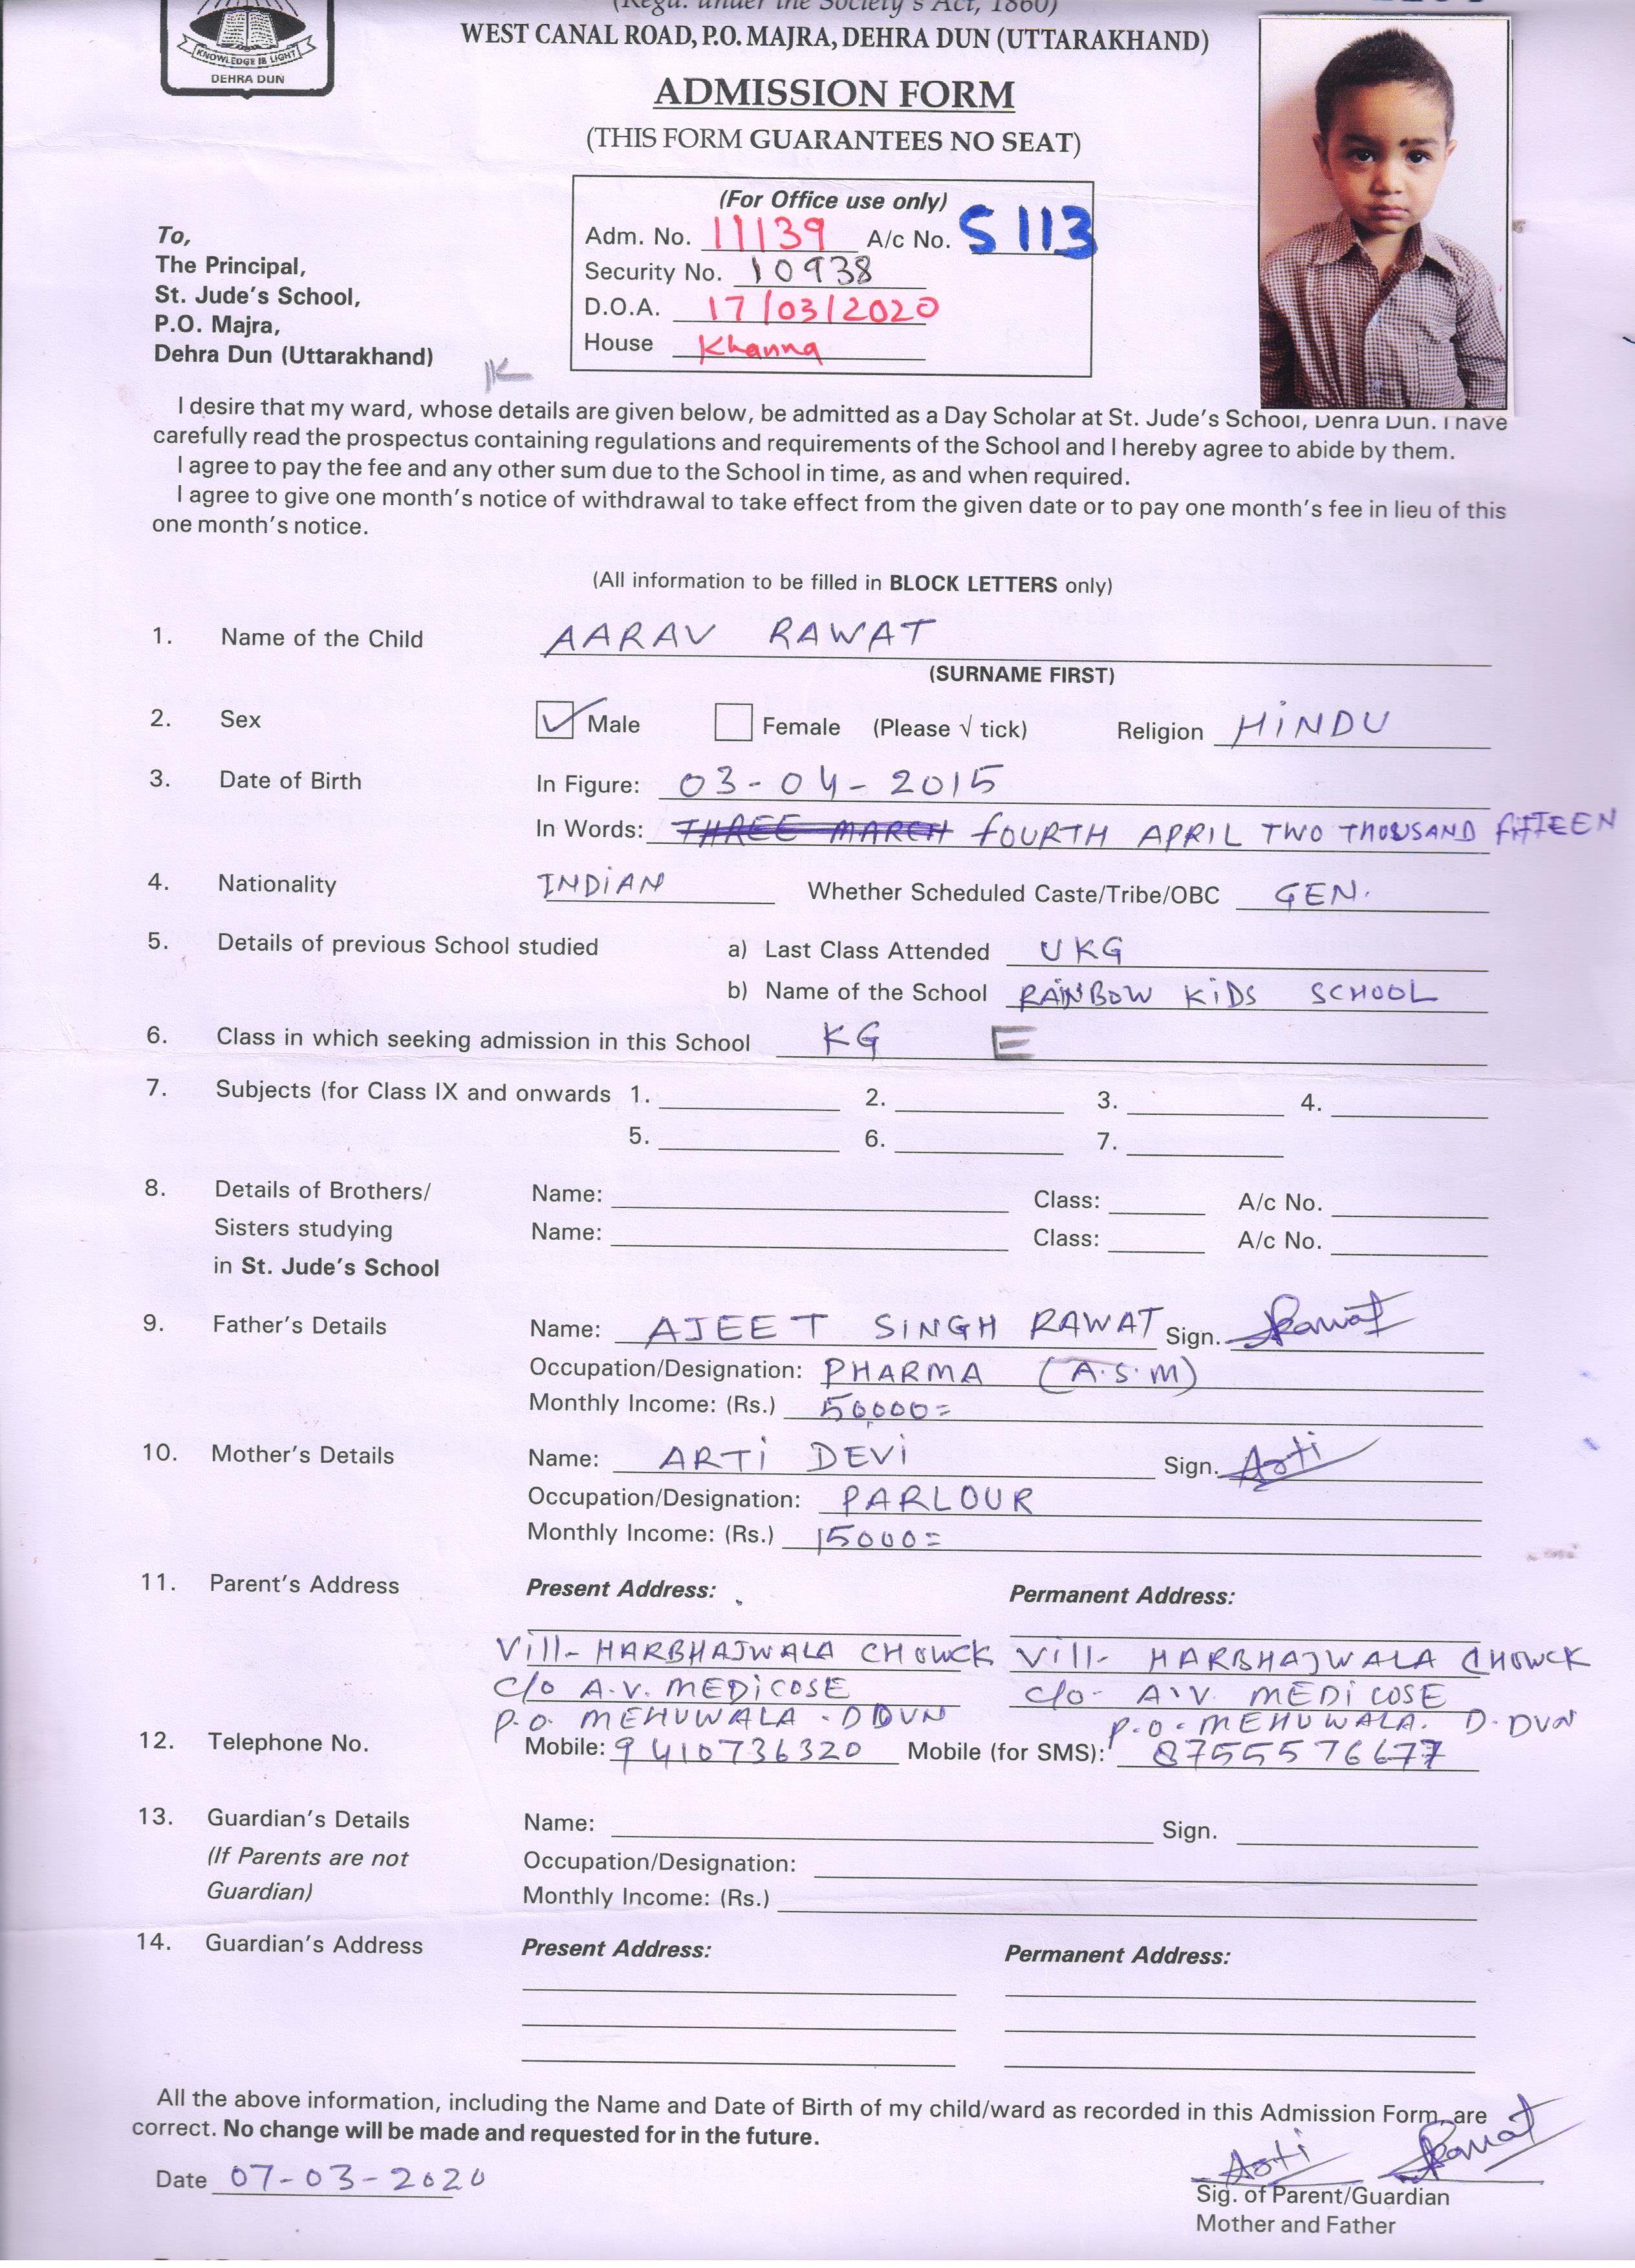 (Regd. under the Society's Act, 1860)
WEST CANAL ROAD, P.O. MAJRA, DEHRA DUN (UTTARAKHAND)
KNOWLEDGE IS LIGHT
DEHRA DUN
ADMISSION FORM
(THIS FORM GUARANTEES NO SEAT)
(For Office use only)
Adm. No. 11139 A/c No. S 113
Security No. 10938
D.O.A. 17/03/2020
House Khanna
To,
The Principal,
St. Jude's School,
P.O. Majra,
Dehra Dun (Uttarakhand)
I desire that my ward, whose details are given below, be admitted as a Day Scholar at St. Jude's School, Dehra Dun. I have
carefully read the prospectus containing regulations and requirements of the School and I hereby agree to abide by them.
I agree to pay the fee and any other sum due to the School in time, as and when required.
I agree to give one month's notice of withdrawal to take effect from the given date or to pay one month's fee in lieu of this
one month's notice.
(All information to be filled in BLOCK LETTERS only)
1. Name of the Child AARAV RAWAT
(SURNAME FIRST)
2. Sex Male Female (Please √ tick) Religion HINDU
3. Date of Birth In Figure: 03-04-2015
In Words: THREE MARCH FOURTH APRIL TWO THOUSAND FIFTEEN
4. Nationality INDIAN Whether Scheduled Caste/Tribe/OBC GEN.
5. Details of previous School studied a) Last Class Attended UKG
b) Name of the School RAINBOW KIDS SCHOOL
6. Class in which seeking admission in this School KG E
7. Subjects (for Class IX and onwards 1. 2. 3. 4.
5. 6. 7.
8. Details of Brothers/ Name: Class: A/c No.
Sisters studying Name: Class: A/c No.
in St. Jude's School
9. Father's Details Name: AJEET SINGH RAWAT Sign. Rawat
Occupation/Designation: PHARMA (A.S.M)
Monthly Income: (Rs.) 50000=
10. Mother's Details Name: ARTI DEVI Sign. Arti
Occupation/Designation: PARLOUR
Monthly Income: (Rs.) 15000=
11. Parent's Address Present Address: Permanent Address:
Vill- HARBHAJWALA CHOWCK Vill- HARBHAJWALA CHOWCK
C/o A.V. MEDICOSE C/o- A.V. MEDICOSE
P.O. MEHUWALA. DDUN P.O. MEHUWALA. D.DUN
12. Telephone No. Mobile: 9410736320 Mobile (for SMS): 8755576677
13. Guardian's Details Name: Sign.
(If Parents are not Occupation/Designation:
Guardian) Monthly Income: (Rs.)
14. Guardian's Address Present Address: Permanent Address:
All the above information, including the Name and Date of Birth of my child/ward as recorded in this Admission Form, are
correct. No change will be made and requested for in the future.
Date 07-03-2020 Arti Rawat
Sig. of Parent/Guardian
Mother and Father